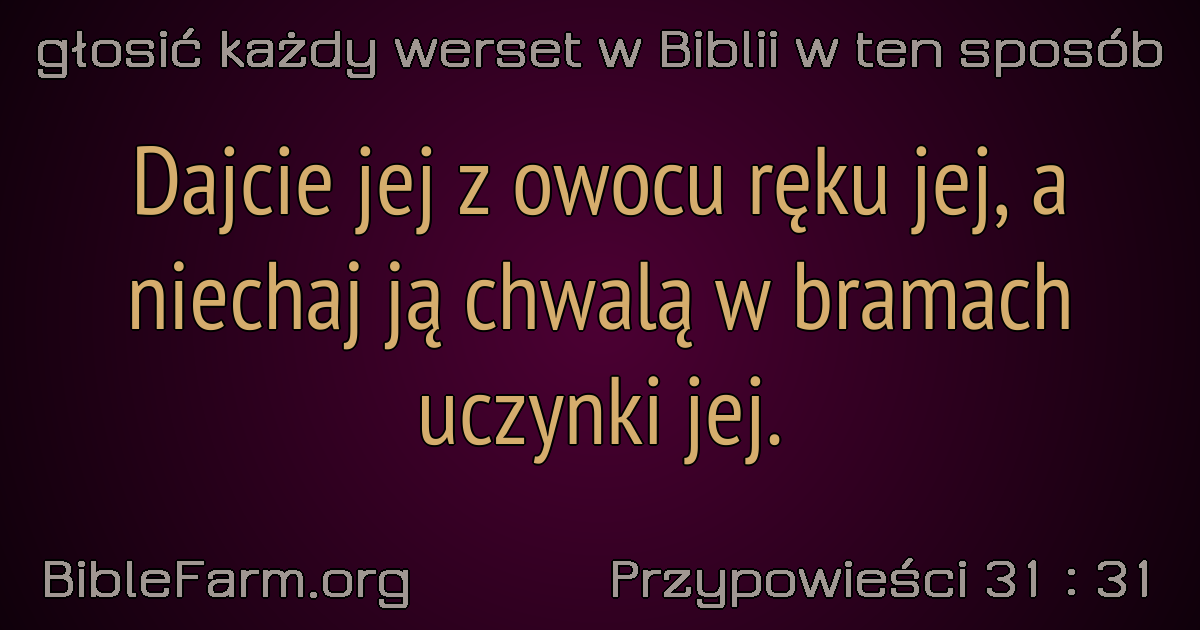 głosić każdy werset w Biblii w ten sposób
Dajcie jej z owocu ręku jej, a
niechaj ją chwalą w bramach
uczynki jej.
BibleFarm.org
Przypowieści 31 : 31